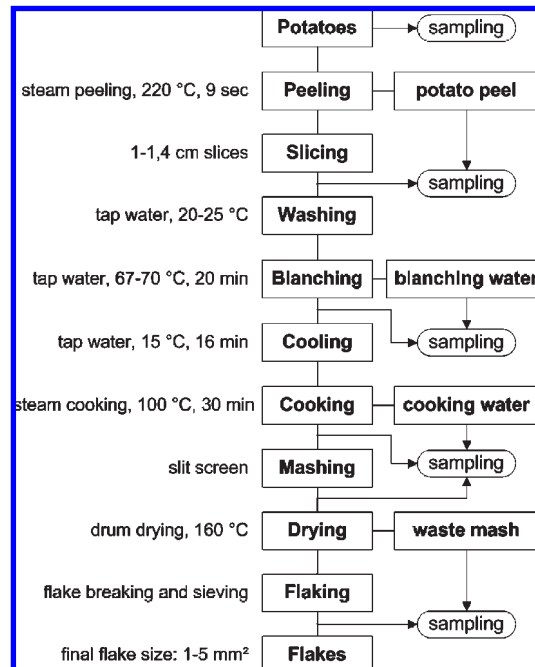 Potatoes sampling
steam peeling, 220 °C, 9 sec Peeling potato peel
1-1,4 cm slices Slicing
sampling
tap water, 20-25 °C Washing
tap water, 67-70 °C, 20 min Blanching blanching water
tap water, 15 °C, 16 min Cooling sampling
steam cooking, 100 °C, 30 min Cooking cooking water
slit screen Mashing sampling
drum drying, 160 °C Drying waste mash
flake breaking and sieving Flaking
sampling
final flake size: 1-5 mm² Flakes